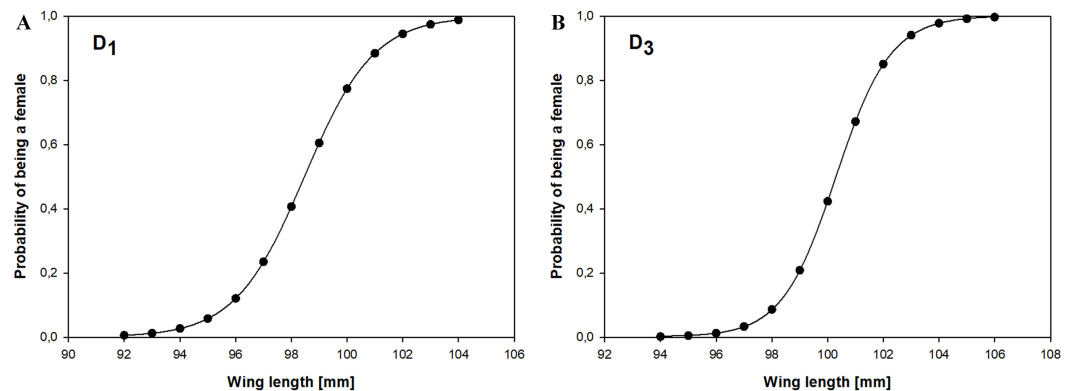 A
D1
Probability of being a female
1,0
0,8
0,6
0,4
0,2
0,0
90 92 94 96 98 100 102 104 106
Wing length [mm]
B
D3
Probability of being a female
1,0
0,8
0,6
0,4
0,2
0,0
92 94 96 98 100 102 104 106 108
Wing length [mm]